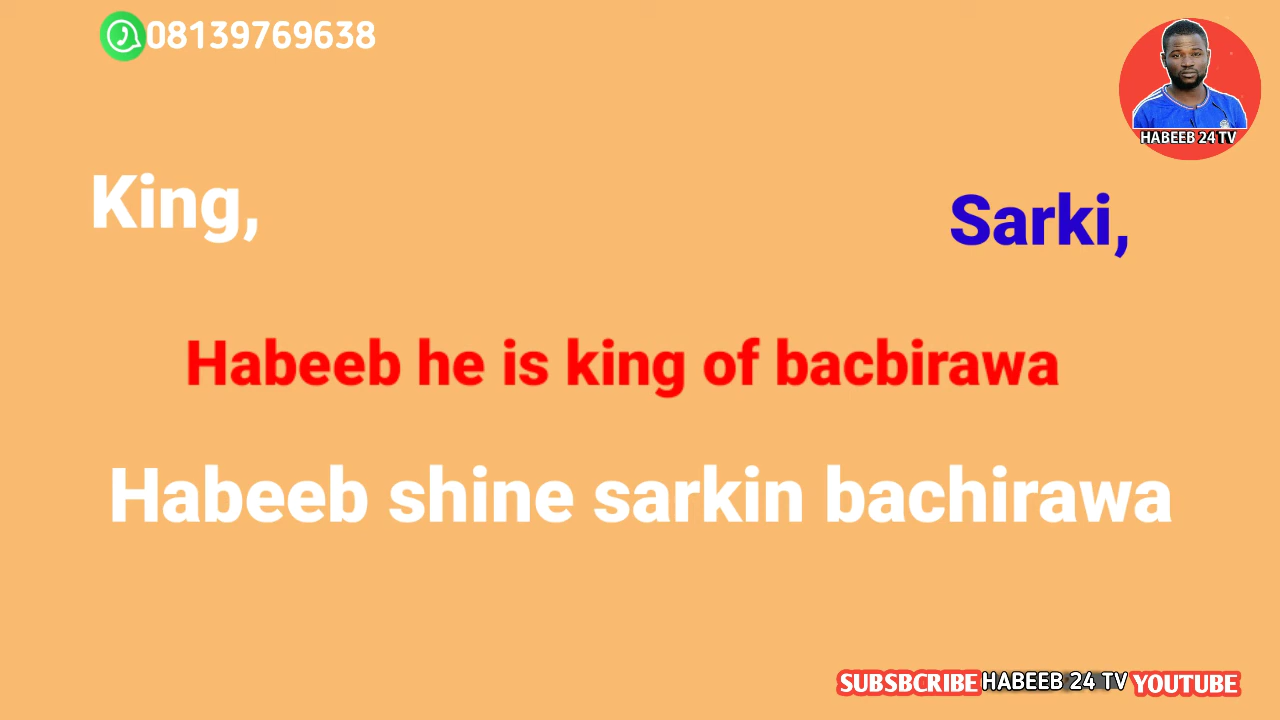 08139769638
HABEEB 24 TV
King,
Sarki,
Habeeb he is king of bacbirawa
Habeeb shine sarkin bachirawa
SUBSBCRIBE HABEEB 24 TV YOUTUBE